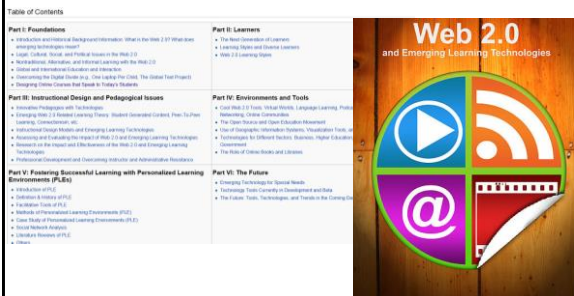 Table of Contents
Part I: Foundations
Introduction and Historical Background Information: What is the Web 2.0? What does
emerging technologies mean?
Legal, Cultural, Social, and Political Issues in the Web 2.0
Nontraditional, Alternative, and Informal Learning with the Web 2.0
Global and International Education and Interaction
Overcoming the Digital Divide (e.g., One Laptop Per Child, The Global Text Project)
Designing Online Courses that Speak to Today's Students
Part II: Learners
The Next Generation of Learners
Learning Styles and Diverse Learners
Web 2.0 Learning Styles
Part III: Instructional Design and Pedagogical Issues
Innovative Pedagogies with Technologies
Emerging Web 2.0 Related Learning Theory: Student Generated Content, Peer-To-Peer
Learning, Connectivism, etc.
Instructional Design Models and Emerging Learning Technologies
Assessing and Evaluating the Impact of Web 2.0 and Emerging Learning Technologies
Research on the Impact and Effectiveness of the Web 2.0 and Emerging Learning
Technologies
Professional Development and Overcoming Instructor and Administrative Resistance
Part IV: Environments and Tools
Cool Web 2.0 Tools: Virtual Worlds, Language Learning,
Networking, Online Communities
The Open Source and Open Education Movement
Use of Geographic Information Systems, Visualization Tools,
Technologies for Different Sectors: Business, Higher Education
Government
The Role of Online Books and Libraries
Part V: Fostering Successful Learning with Personalized Learning
Environments (PLEs)
Introduction of PLE
Definition & history of PLE
Facilitative Tools of PLE
Methods of Personalized Learning Environments (PLE)
Case Study of Personalized Learning Environments (PLE)
Social Network Analysis
Literature Reviews of PLE
Others
Part VI: The Future
Emerging Technology for Special Needs
Technology Tools Currently in Development and Beta
The Future: Tools, Technologies, and Trends in the Coming
Web 2.0
and Emerging Learning Technologies
@